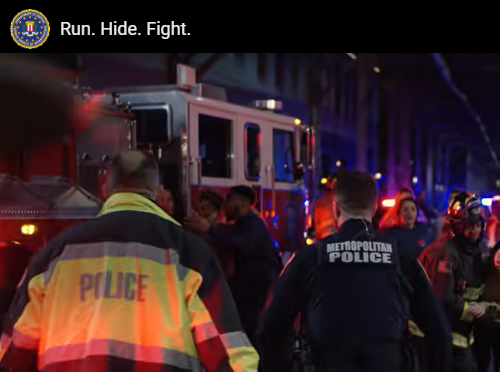 Run. Hide. Fight.
POLICE
METROPOLITAN
POLICE